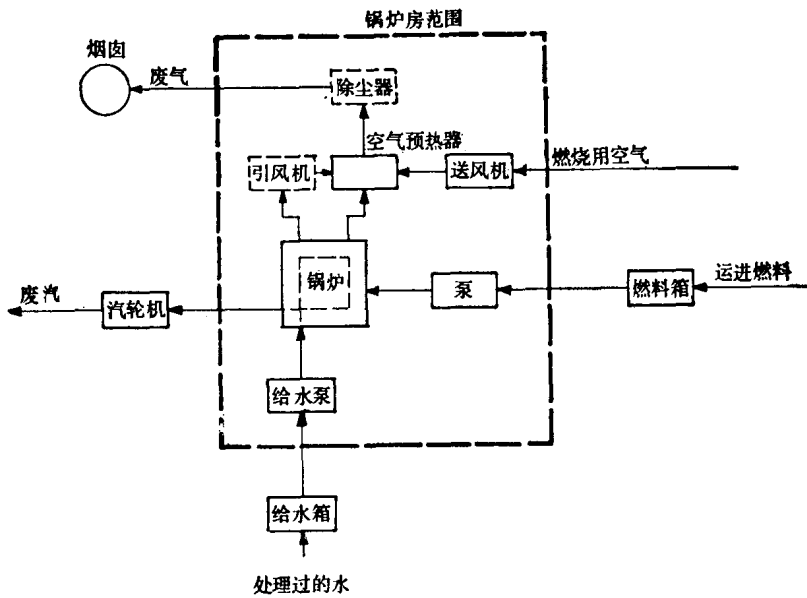 锅炉房范围
烟囱
废气
除尘器
空气预热器
引风机
送风机
燃烧用空气
锅炉
泵
燃料箱
运进燃料
废汽
汽轮机
给水泵
给水箱
处理过的水